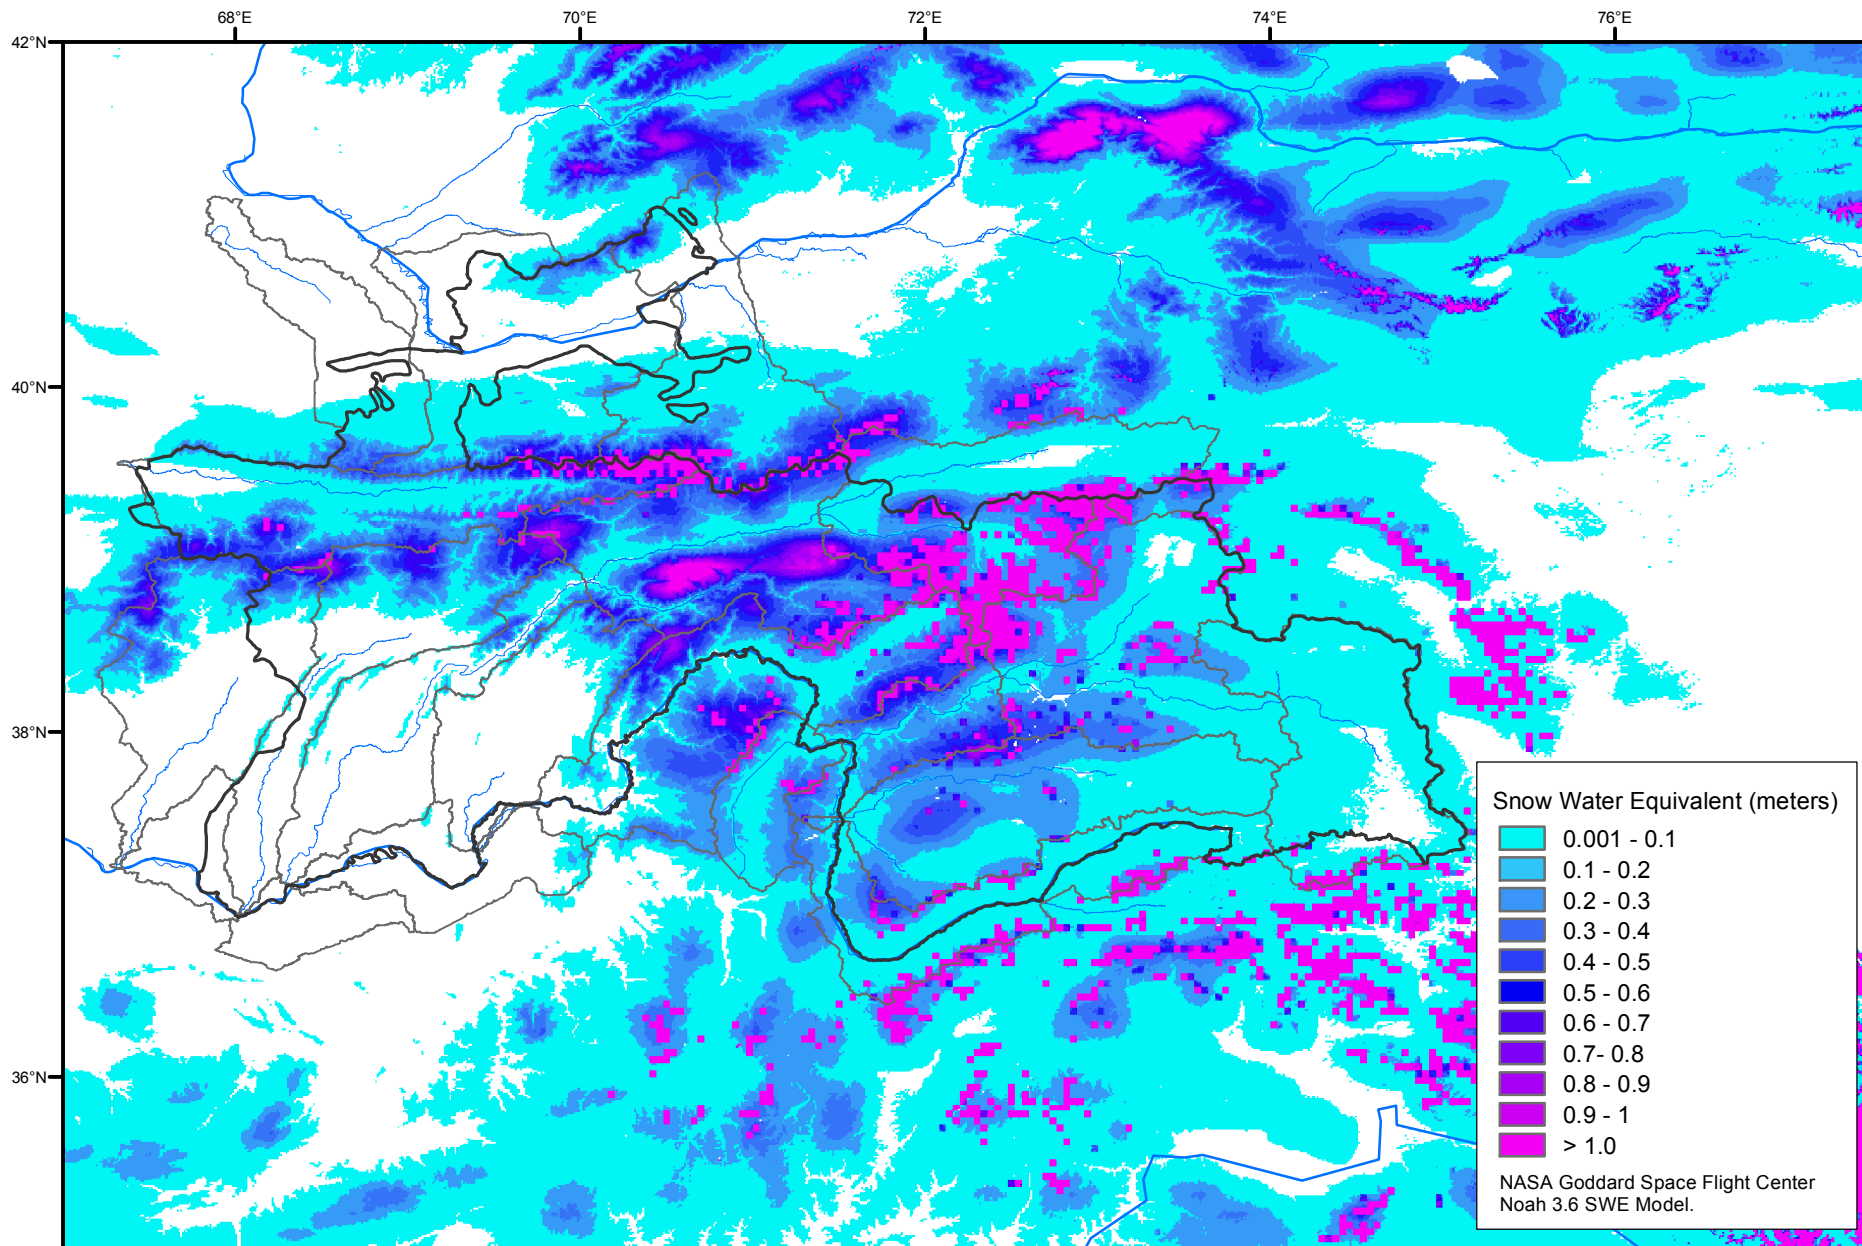 68°E 70°E 72°E 74°E 76°E
42°N
40°N
38°N
36°N
Snow Water Equivalent (meters)
0.001 - 0.1
0.1 - 0.2
0.2 - 0.3
0.3 - 0.4
0.4 - 0.5
0.5 - 0.6
0.6 - 0.7
0.7- 0.8
0.8 - 0.9
0.9 - 1
> 1.0
NASA Goddard Space Flight Center
Noah 3.6 SWE Model.